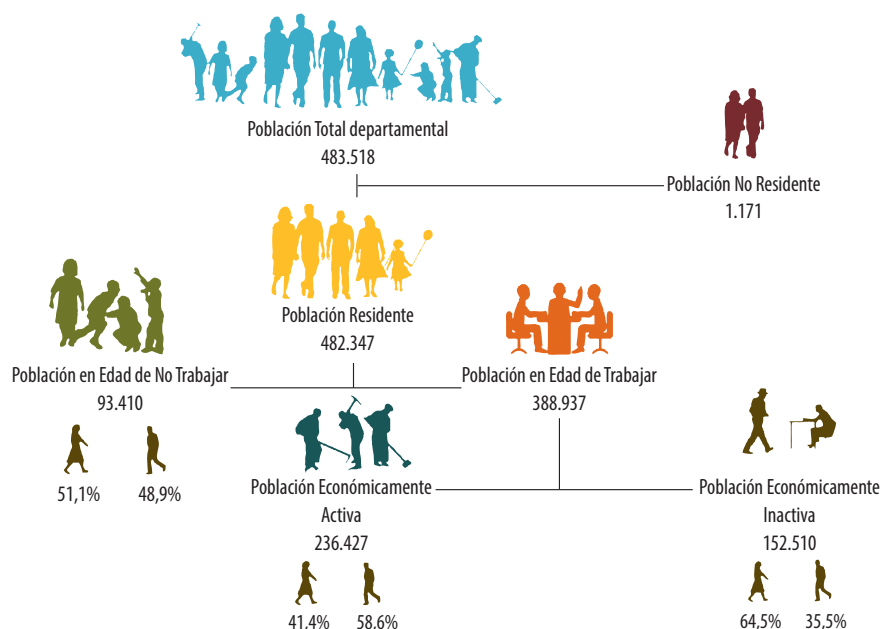 Población Total departamental
483.518
Población No Residente
1.171
Población Residente
482.347
Población en Edad de No Trabajar
93.410
51,1% 48,9%
Población en Edad de Trabajar
388.937
Población Económicamente
Activa
236.427
41,4% 58,6%
Población Económicamente
Inactiva
152.510
64,5% 35,5%